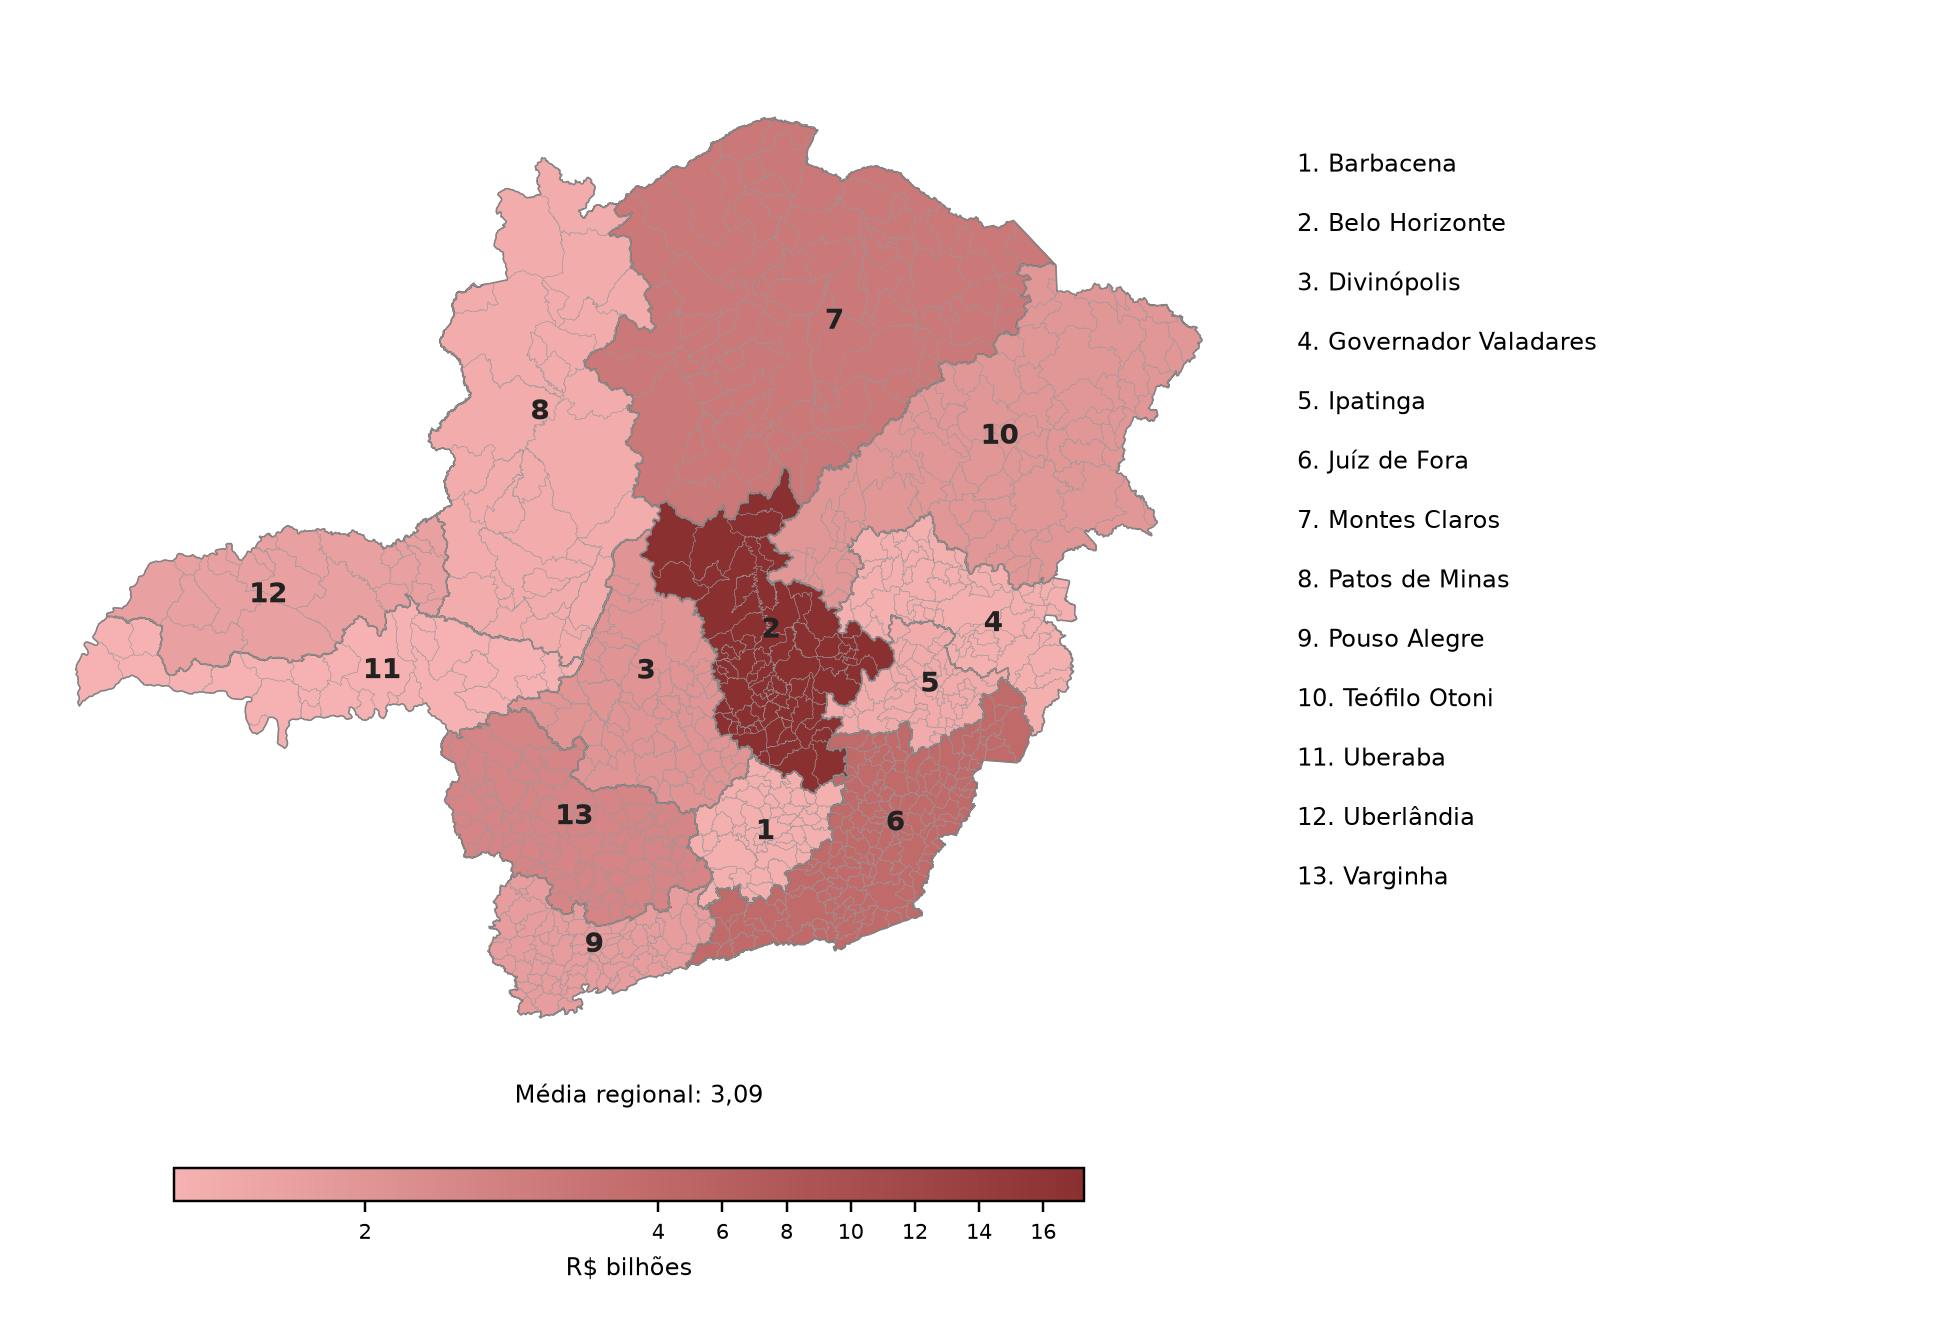 7
8
10
12
2
4
11
3
5
13
6
1
9
1. Barbacena
2. Belo Horizonte
3. Divinópolis
4. Governador Valadares
5. Ipatinga
6. Juíz de Fora
7. Montes Claros
8. Patos de Minas
9. Pouso Alegre
10. Teófilo Otoni
11. Uberaba
12. Uberlândia
13. Varginha
Média regional: 3,09
2 4 6 8 10 12 14 16
R$ bilhões